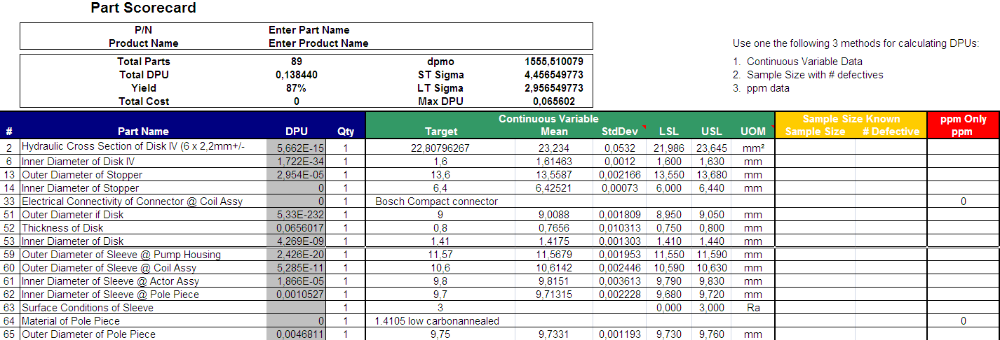 Part Scorecard
P/N Enter Part Name
Product Name Enter Product Name
Use one the following 3 methods for calculating DPUs:
Total Parts 89 dpmo 1555,510079
1. Continuous Variable Data
Total DPU 0,138440 ST Sigma 4,456549773
2. Sample Size with # defectives
Yield 87% LT Sigma 2,956549773
3. ppm data
Total Cost 0 Max DPU 0,065602
Continuous Variable Sample Size Known ppm Only
# Part Name DPU Qty Target Mean StdDev LSL USL UOM Sample Size # Defective ppm
2 Hydraulic Cross Section of Disk IV (6 x 2,2mm+/- 5,662E-15 1 22,80796267 23,234 0,0532 21,986 23,645 mm²
6 Inner Diameter of Disk IV 1,722E-34 1 1,6 1,61463 0,0012 1,600 1,630 mm
13 Outer Diameter of Stopper 2,954E-05 1 13,6 13,5587 0,002166 13,550 13,680 mm
14 Inner Diameter of Stopper 0 1 6,4 6,42521 0,00073 6,000 6,440 mm
33 Electrical Connectivity of Connector @ Coil Assy 0 1 Bosch Compact connector 0
51 Outer Diameter if Disk 5,33E-232 1 9 9,0088 0,001809 8,950 9,050 mm
52 Thickness of Disk 0,0656017 1 0,8 0,7656 0,010313 0,750 0,800 mm
53 Inner Diameter of Disk 4,269E-09 1 1,41 1,4175 0,001303 1,410 1,440 mm
59 Outer Diameter of Sleeve @ Pump Housing 2,426E-20 1 11,57 11,5679 0,001953 11,550 11,590 mm
60 Outer Diameter of Sleeve @ Coil Assy 5,285E-11 1 10,6 10,6142 0,002446 10,590 10,630 mm
61 Inner Diameter of Sleeve @ Actor Assy 1,866E-05 1 9,8 9,8151 0,003613 9,790 9,830 mm
62 Inner Diameter of Sleeve @ Pole Piece 0,0010527 1 9,7 9,71315 0,002228 9,680 9,720 mm
63 Surface Conditions of Sleeve 1 3 0,000 3,000 Ra
64 Material of Pole Piece 0 1 1.4105 low carbonannealed 0
65 Outer Diameter of Pole Piece 0,0046811 1 9,75 9,7331 0,001193 9,730 9,760 mm